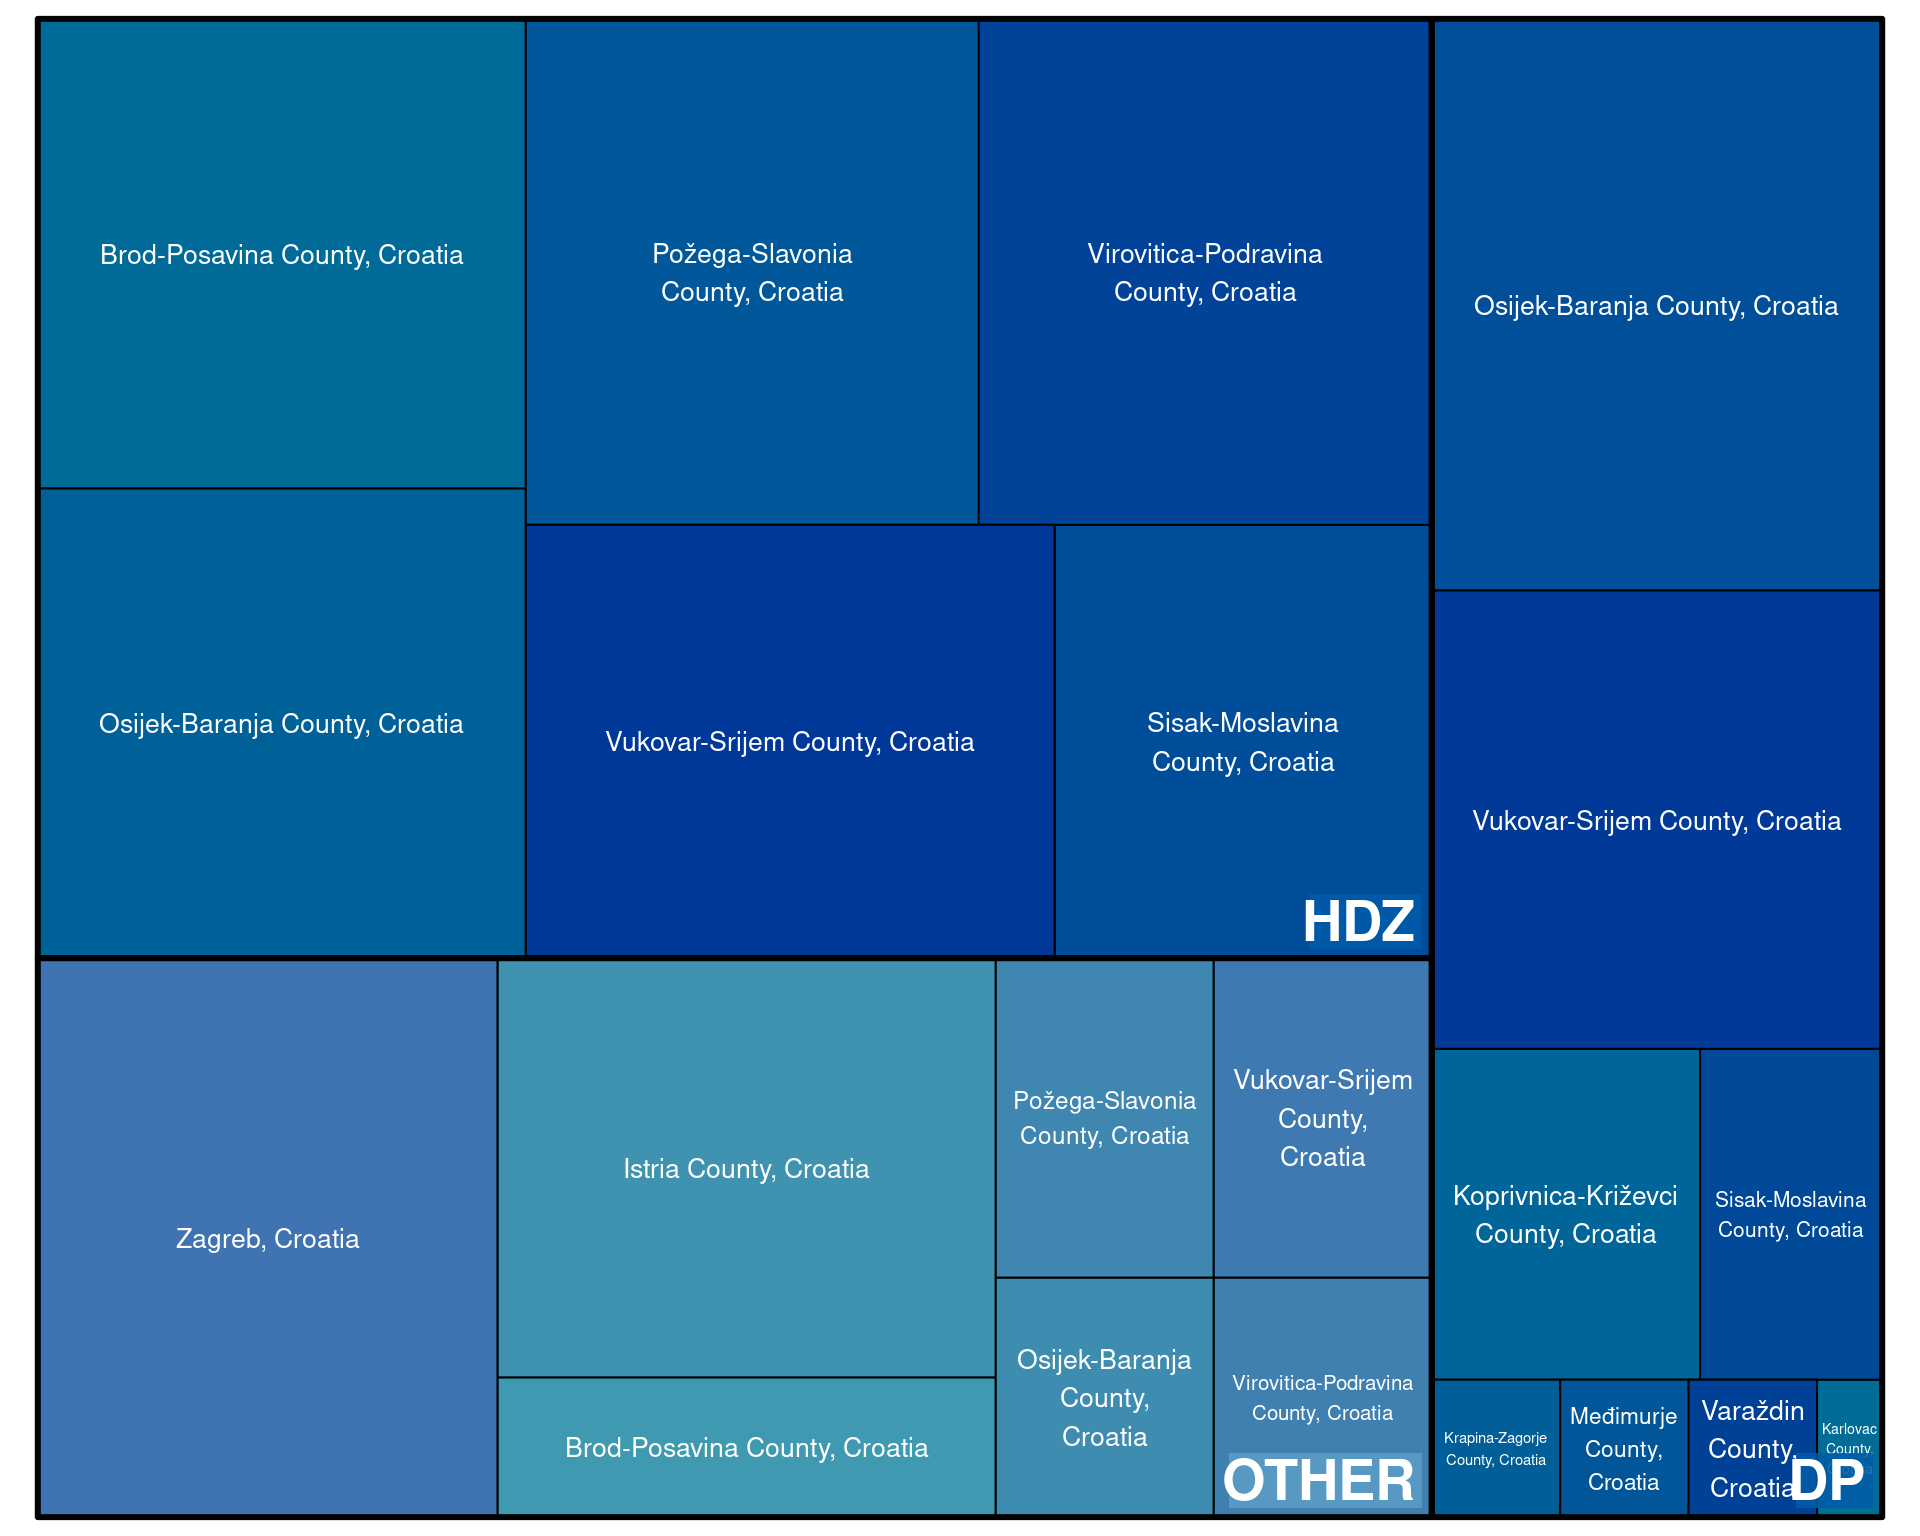 Brod-Posavina County, Croatia
Požega-Slavonia
County, Croatia
Virovitica-Podravina
County, Croatia
Osijek-Baranja County, Croatia
Osijek-Baranja County, Croatia
Vukovar-Srijem County, Croatia
Sisak-Moslavina
County, Croatia
HDZ
Vukovar-Srijem County, Croatia
Zagreb, Croatia
Istria County, Croatia
Brod-Posavina County, Croatia
Požega-Slavonia
County, Croatia
Vukovar-Srijem
County,
Croatia
Osijek-Baranja
County,
Croatia
Virovitica-Podravina
County, Croatia
OTHER
Koprivnica-Križevci
County, Croatia
Sisak-Moslavina
County, Croatia
Krapina-Zagorje
County, Croatia
Međimurje
County,
Croatia
Varaždin
County,
Croatia
Karlovac
County,
DP